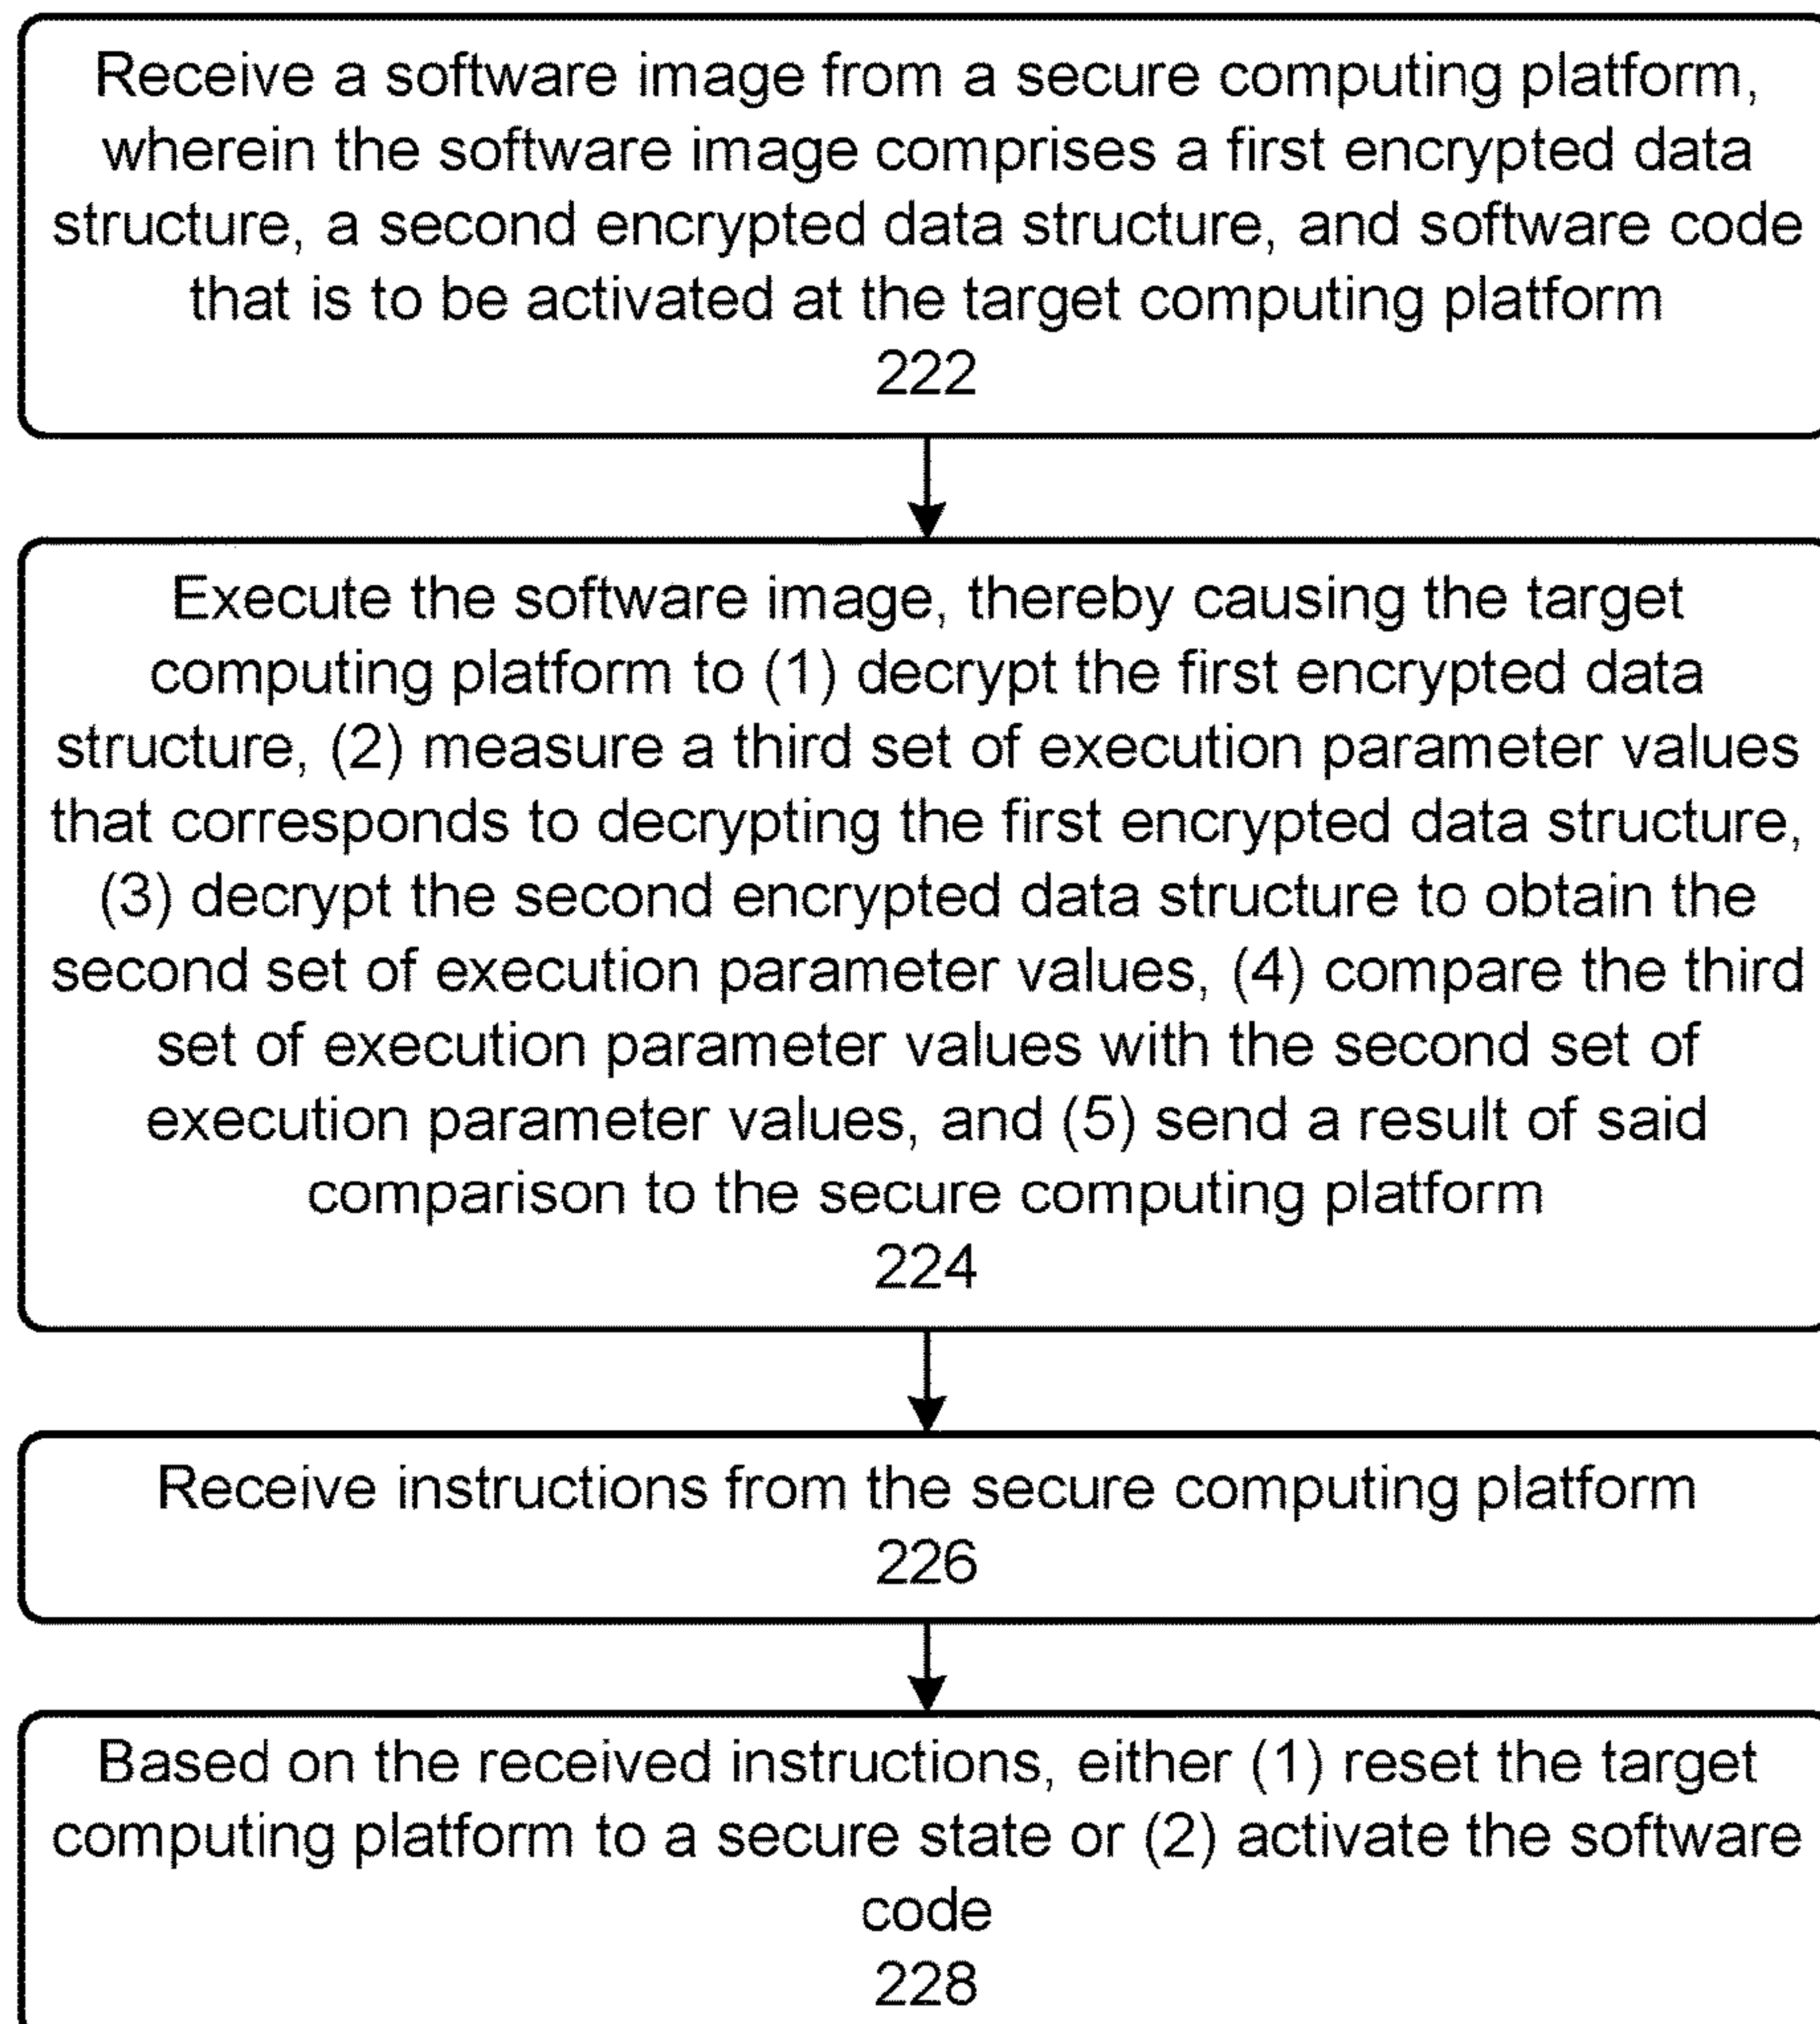 Receive a software image from a secure computing platform,
wherein the software image comprises a first encrypted data
structure, a second encrypted data structure, and software code
that is to be activated at the target computing platform
222
Execute the software image, thereby causing the target
computing platform to (1) decrypt the first encrypted data
structure, (2) measure a third set of execution parameter values
that corresponds to decrypting the first encrypted data structure,
(3) decrypt the second encrypted data structure to obtain the
second set of execution parameter values, (4) compare the third
set of execution parameter values with the second set of
execution parameter values, and (5) send a result of said
comparison to the secure computing platform
224
Receive instructions from the secure computing platform
226
Based on the received instructions, either (1) reset the target
computing platform to a secure state or (2) activate the software
code
228